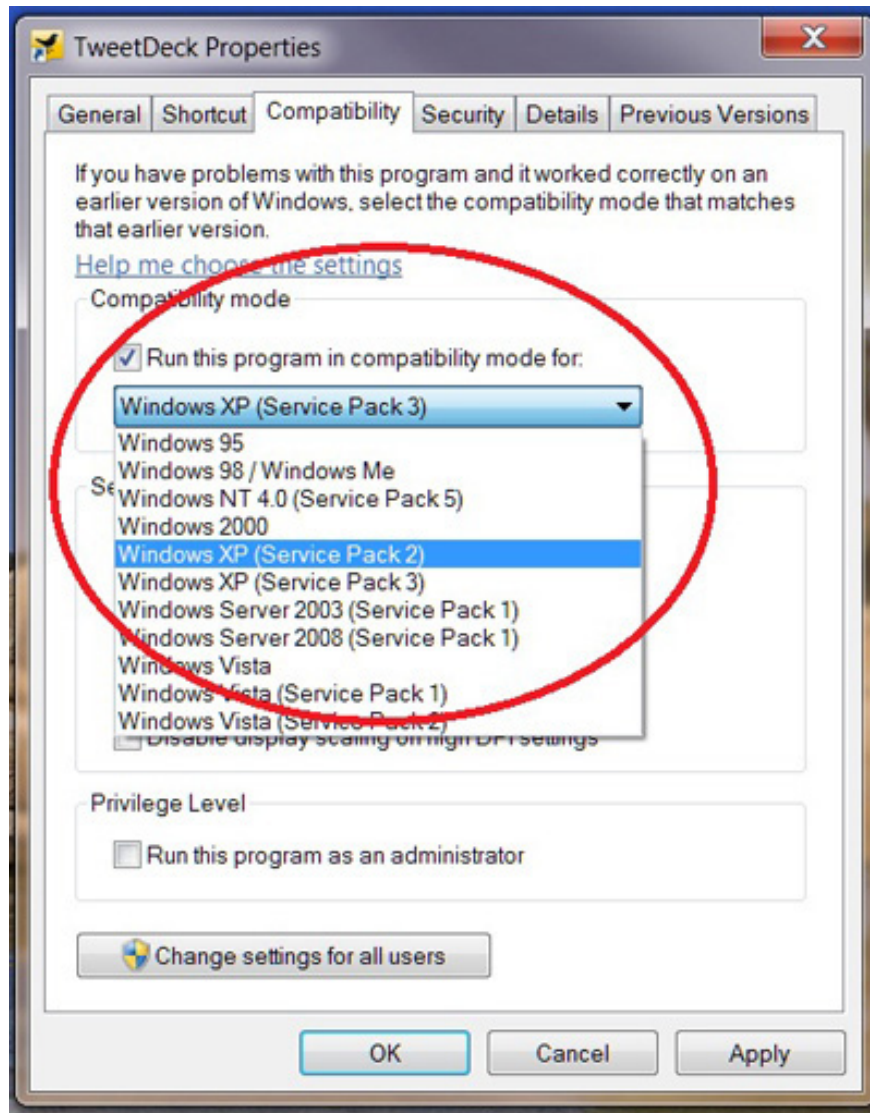 TweetDeck Properties
X
General Shortcut Compatibility Security Details Previous Versions
If you have problems with this program and it worked correctly on an
earlier version of Windows, select the compatibility mode that matches
that earlier version.
Help me choose the settings
Compatibility mode
Run this program in compatibility mode for:
Windows XP (Service Pack 3)
Windows 95
Windows 98 / Windows Me
Se
Windows NT 4.0 (Service Pack 5)
Windows 2000
Windows XP (Service Pack 2)
Windows XP (Service Pack 3)
Windows Server 2003 (Service Pack 1)
Windows Server 2008 (Service Pack 1)
Windows Vista
Windows Vista (Service Pack 1)
Windows Vista (Service Pack 2)
Disable display scaling on high DPI settings
Privilege Level
Run this program as an administrator
Change settings for all users
OK Cancel Apply